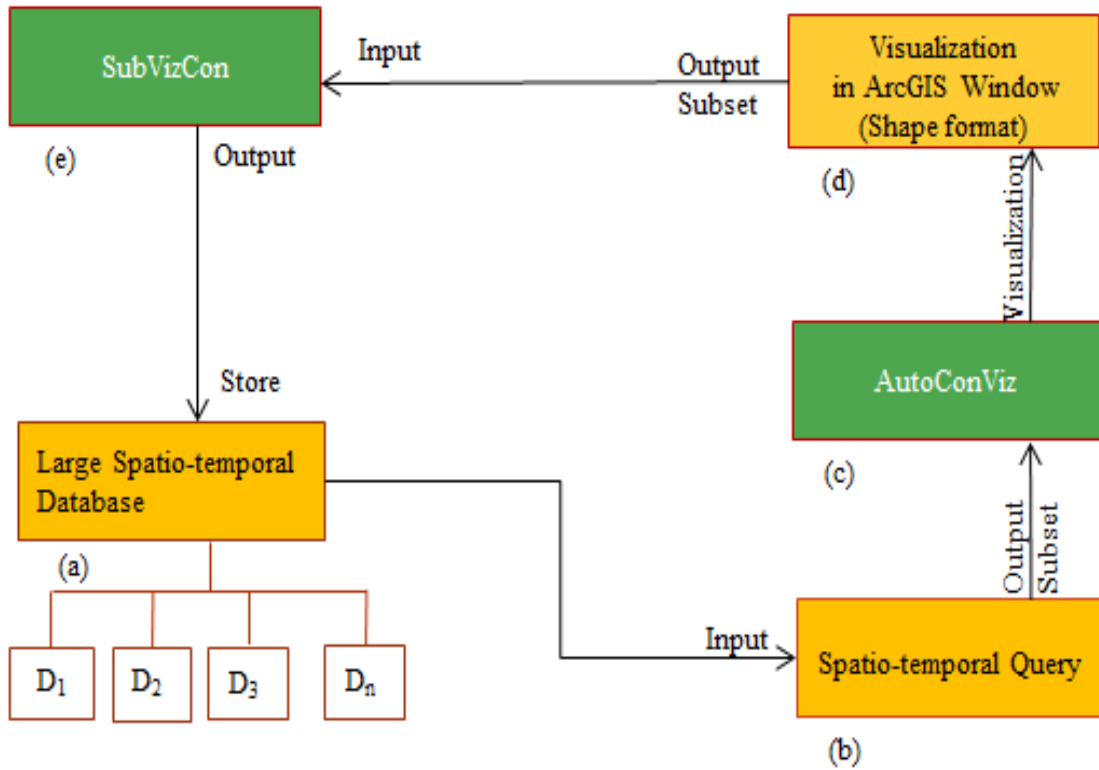 SubVizCon
(e)
Input
Output
Subset
Visualization
in ArcGIS Window
(Shape format)
(d)
Output
Store
Visualization
AutoConViz
(c)
Large Spatio-temporal
Database
(a)
Output
Subset
D1
D2
D3
Dn
Input
Spatio-temporal Query
(b)